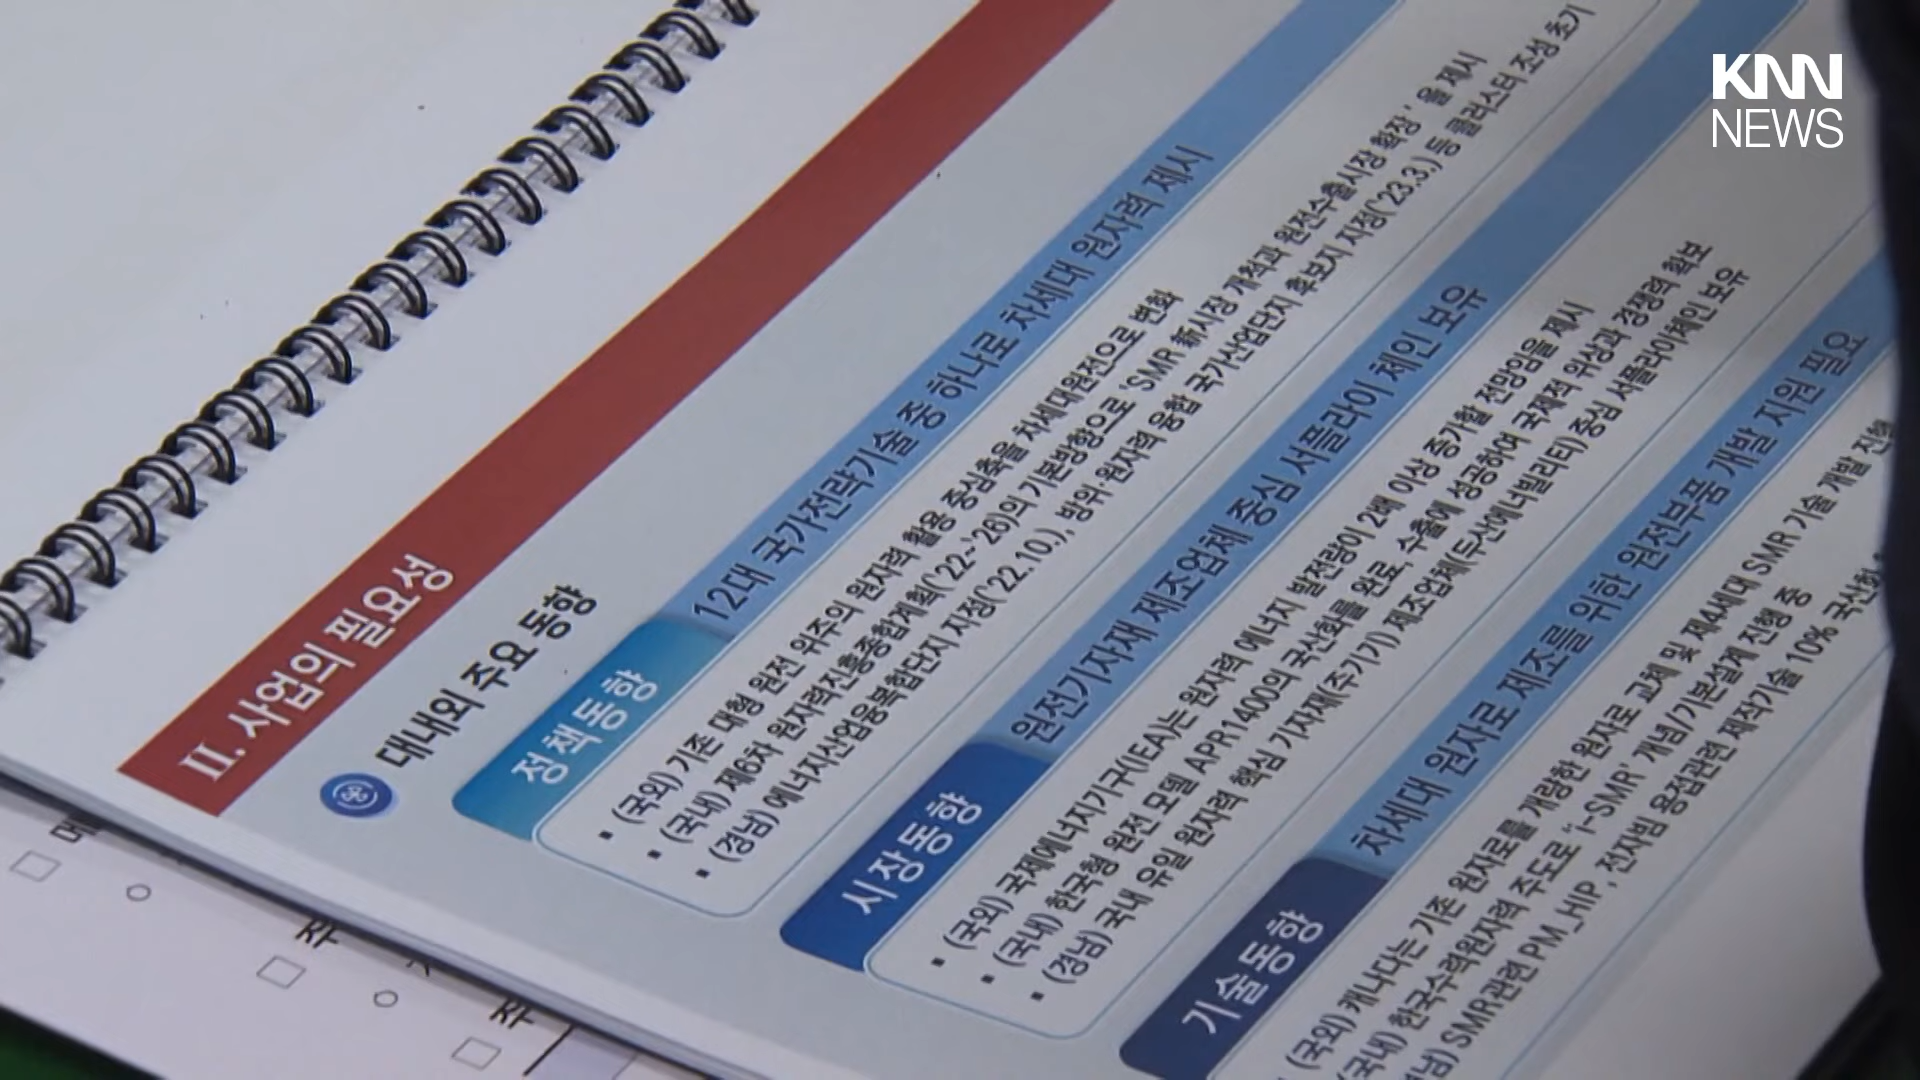 KNN
NEWS
II. 사업의 필요성
대내외 주요 동향
정책동향
12대 국가전략기술 중 하나로 차세대 원자력 제시
▪ (국외) 기존 대형 원전 위주의 원자력 활용 중심축을 차세대원전으로 변화
▪ (국내) 제6차 원자력진흥종합계획('22~'26)의 기본방향으로 'SMR 新시장 개척과 원전수출시장 확장' 을 제시
▪ (경남) 에너지산업융복합단지 지정('22.10.), 방위·원자력 융합 국가산업단지 후보지 지정('23.3.) 등 클러스터 조성 초기
시장동향
원전기자재 제조업체 중심 서플라이 체인 보유
▪ (국외) 국제에너지기구(IEA)는 원자력 에너지 발전량이 2배 이상 증가할 전망임을 제시
▪ (국내) 한국형 원전 모델 APR1400의 국산화를 완료, 수출에 성공하여 국제적 위상과 경쟁력 확보
▪ (경남) 국내 유일 원자력 핵심 기자재(주기기) 제조업체(두산에너빌리티) 중심 서플라이체인 보유
기술동향
차세대 원자로 제조를 위한 원전부품 개발 지원 필요
(국외) 캐나다는 기존 원자로를 개량한 원자로 교체 및 제4세대 SMR 기술 개발 진행
(국내) 한국수력원자력 주도로 'i-SMR' 개념/기본설계 진행 중
남) SMR관련 PM_HIP, 전자빔 용접관련 제작기술 10% 국산화
주
주